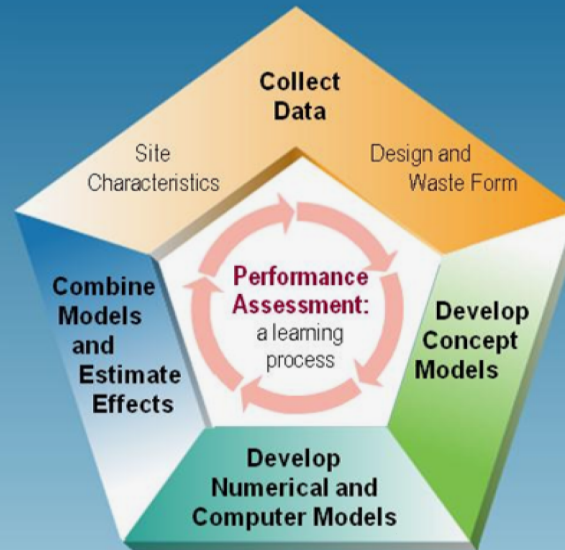 Collect
Data
Site
Characteristics
Design and
Waste Form
Performance
Assessment:
a learning
process
Develop
Concept
Models
Develop
Numerical and
Computer Models
Combine
Models
and
Estimate
Effects